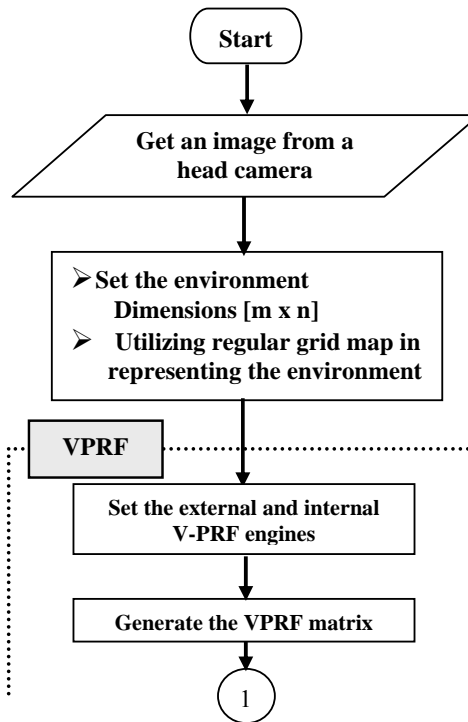 Start
Get an image from a
head camera
➢Set the environment
Dimensions [m x n]
➢ Utilizing regular grid map in
representing the environment
VPRF
Set the external and internal
V-PRF engines
Generate the VPRF matrix
1